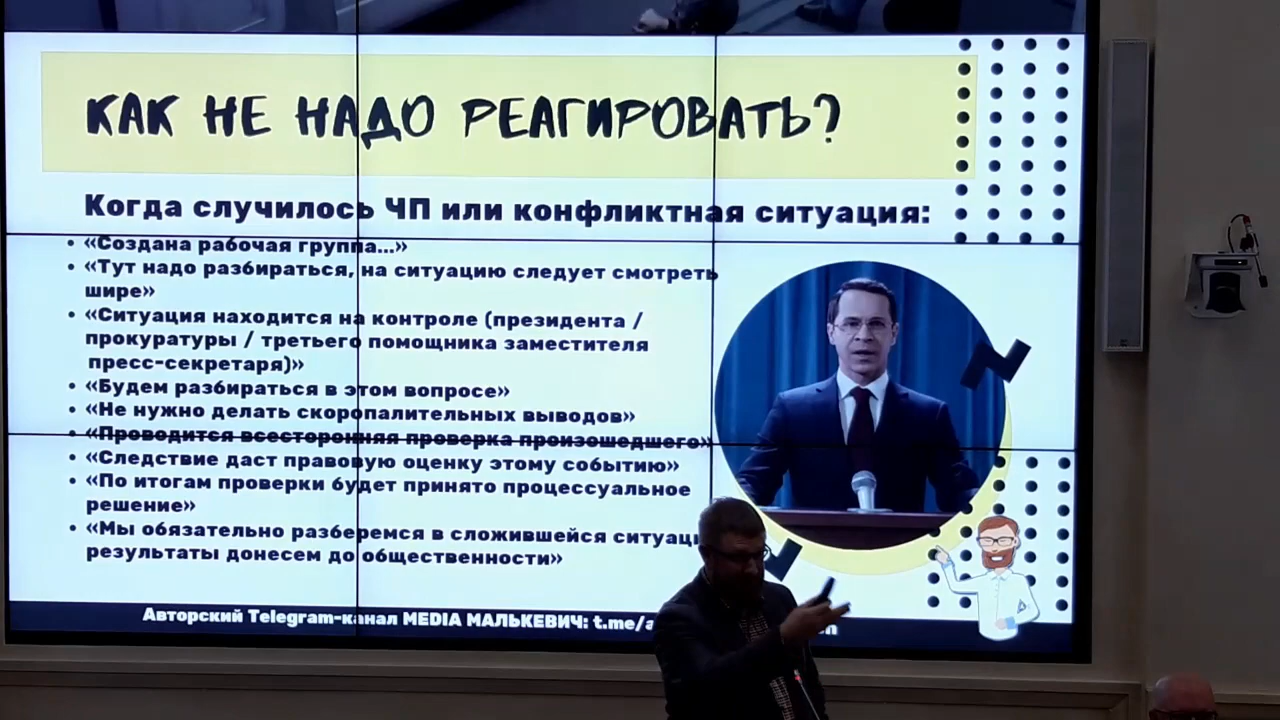 КАК НЕ НАДО РЕАГИРОВАТЬ?
Когда случилось ЧП или конфликтная ситуация:
• «Создана рабочая группа...»
• «Тут надо разбираться, на ситуацию следует смотреть
шире»
• «Ситуация находится на контроле (президента /
прокуратуры / третьего помощника заместителя
пресс-секретаря)»
• «Будем разбираться в этом вопросе»
• «Не нужно делать скоропалительных выводов»
• «Проводится всесторонняя проверка произошедшего»
• «Следствие даст правовую оценку этому событию»
• «По итогам проверки будет принято процессуальное
решение»
• «Мы обязательно разберемся в сложившейся
результаты донесем до общественности»
Авторский Telegram-канал MEDIA МАЛЬКЕВИЧ: